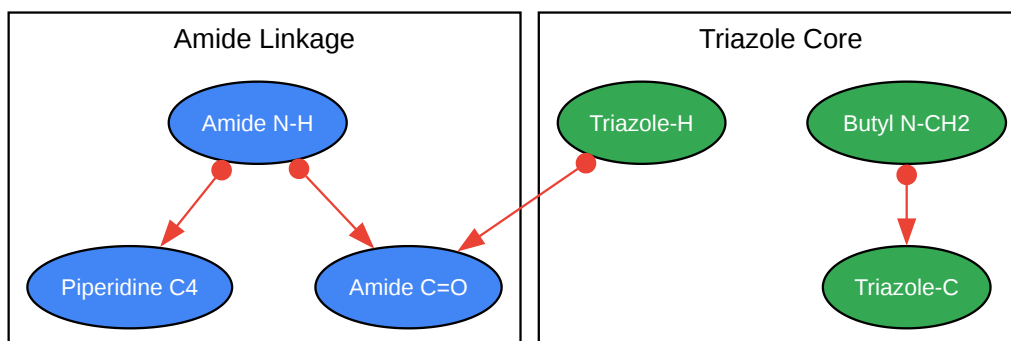 Amide Linkage
Triazole Core
Amide N-H
Triazole-H
Butyl N-CH2
Piperidine C4
Amide C=O
Triazole-C